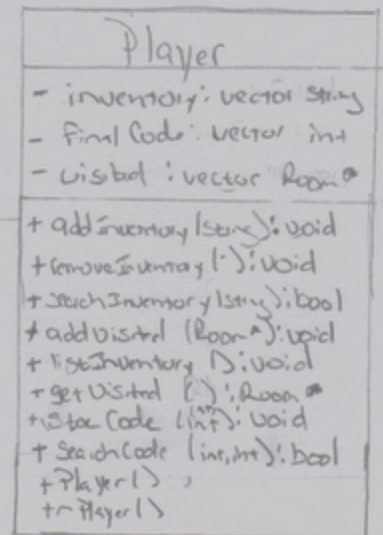 Player
- inventory: vector string
- final Code: vector int
- visited: vector Room*
+ addInventory (string): void
+ removeInventory (): void
+ searchInventory (string): bool
+ addVisited (Room*): void
+ listInventory (): void
+ getVisited (): Room*
+ Code (int): void
+ SearchCode (int, int): bool
+ Player ()
+ ~Player ()